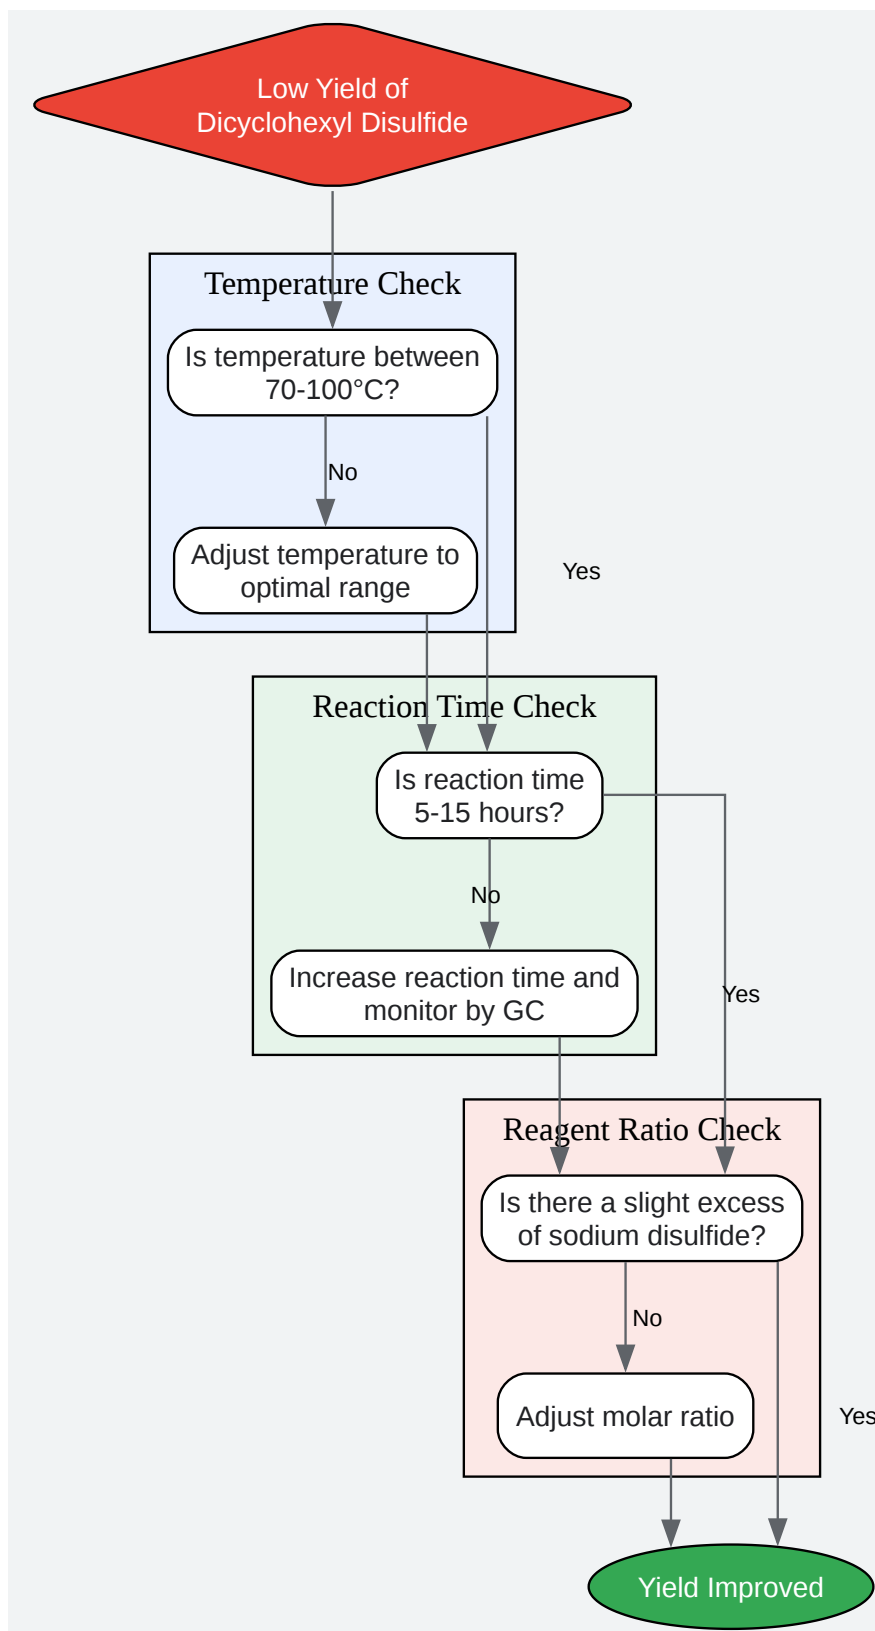 Low Yield of
Dicyclohexyl Disulfide
Temperature Check
Is temperature between
70-100°C?
No
Adjust temperature to
optimal range
Yes
Reaction Time Check
Is reaction time
5-15 hours?
No
Increase reaction time and
monitor by GC
Yes
Reagent Ratio Check
Is there a slight excess
of sodium disulfide?
No
Adjust molar ratio
Yes
Yield Improved